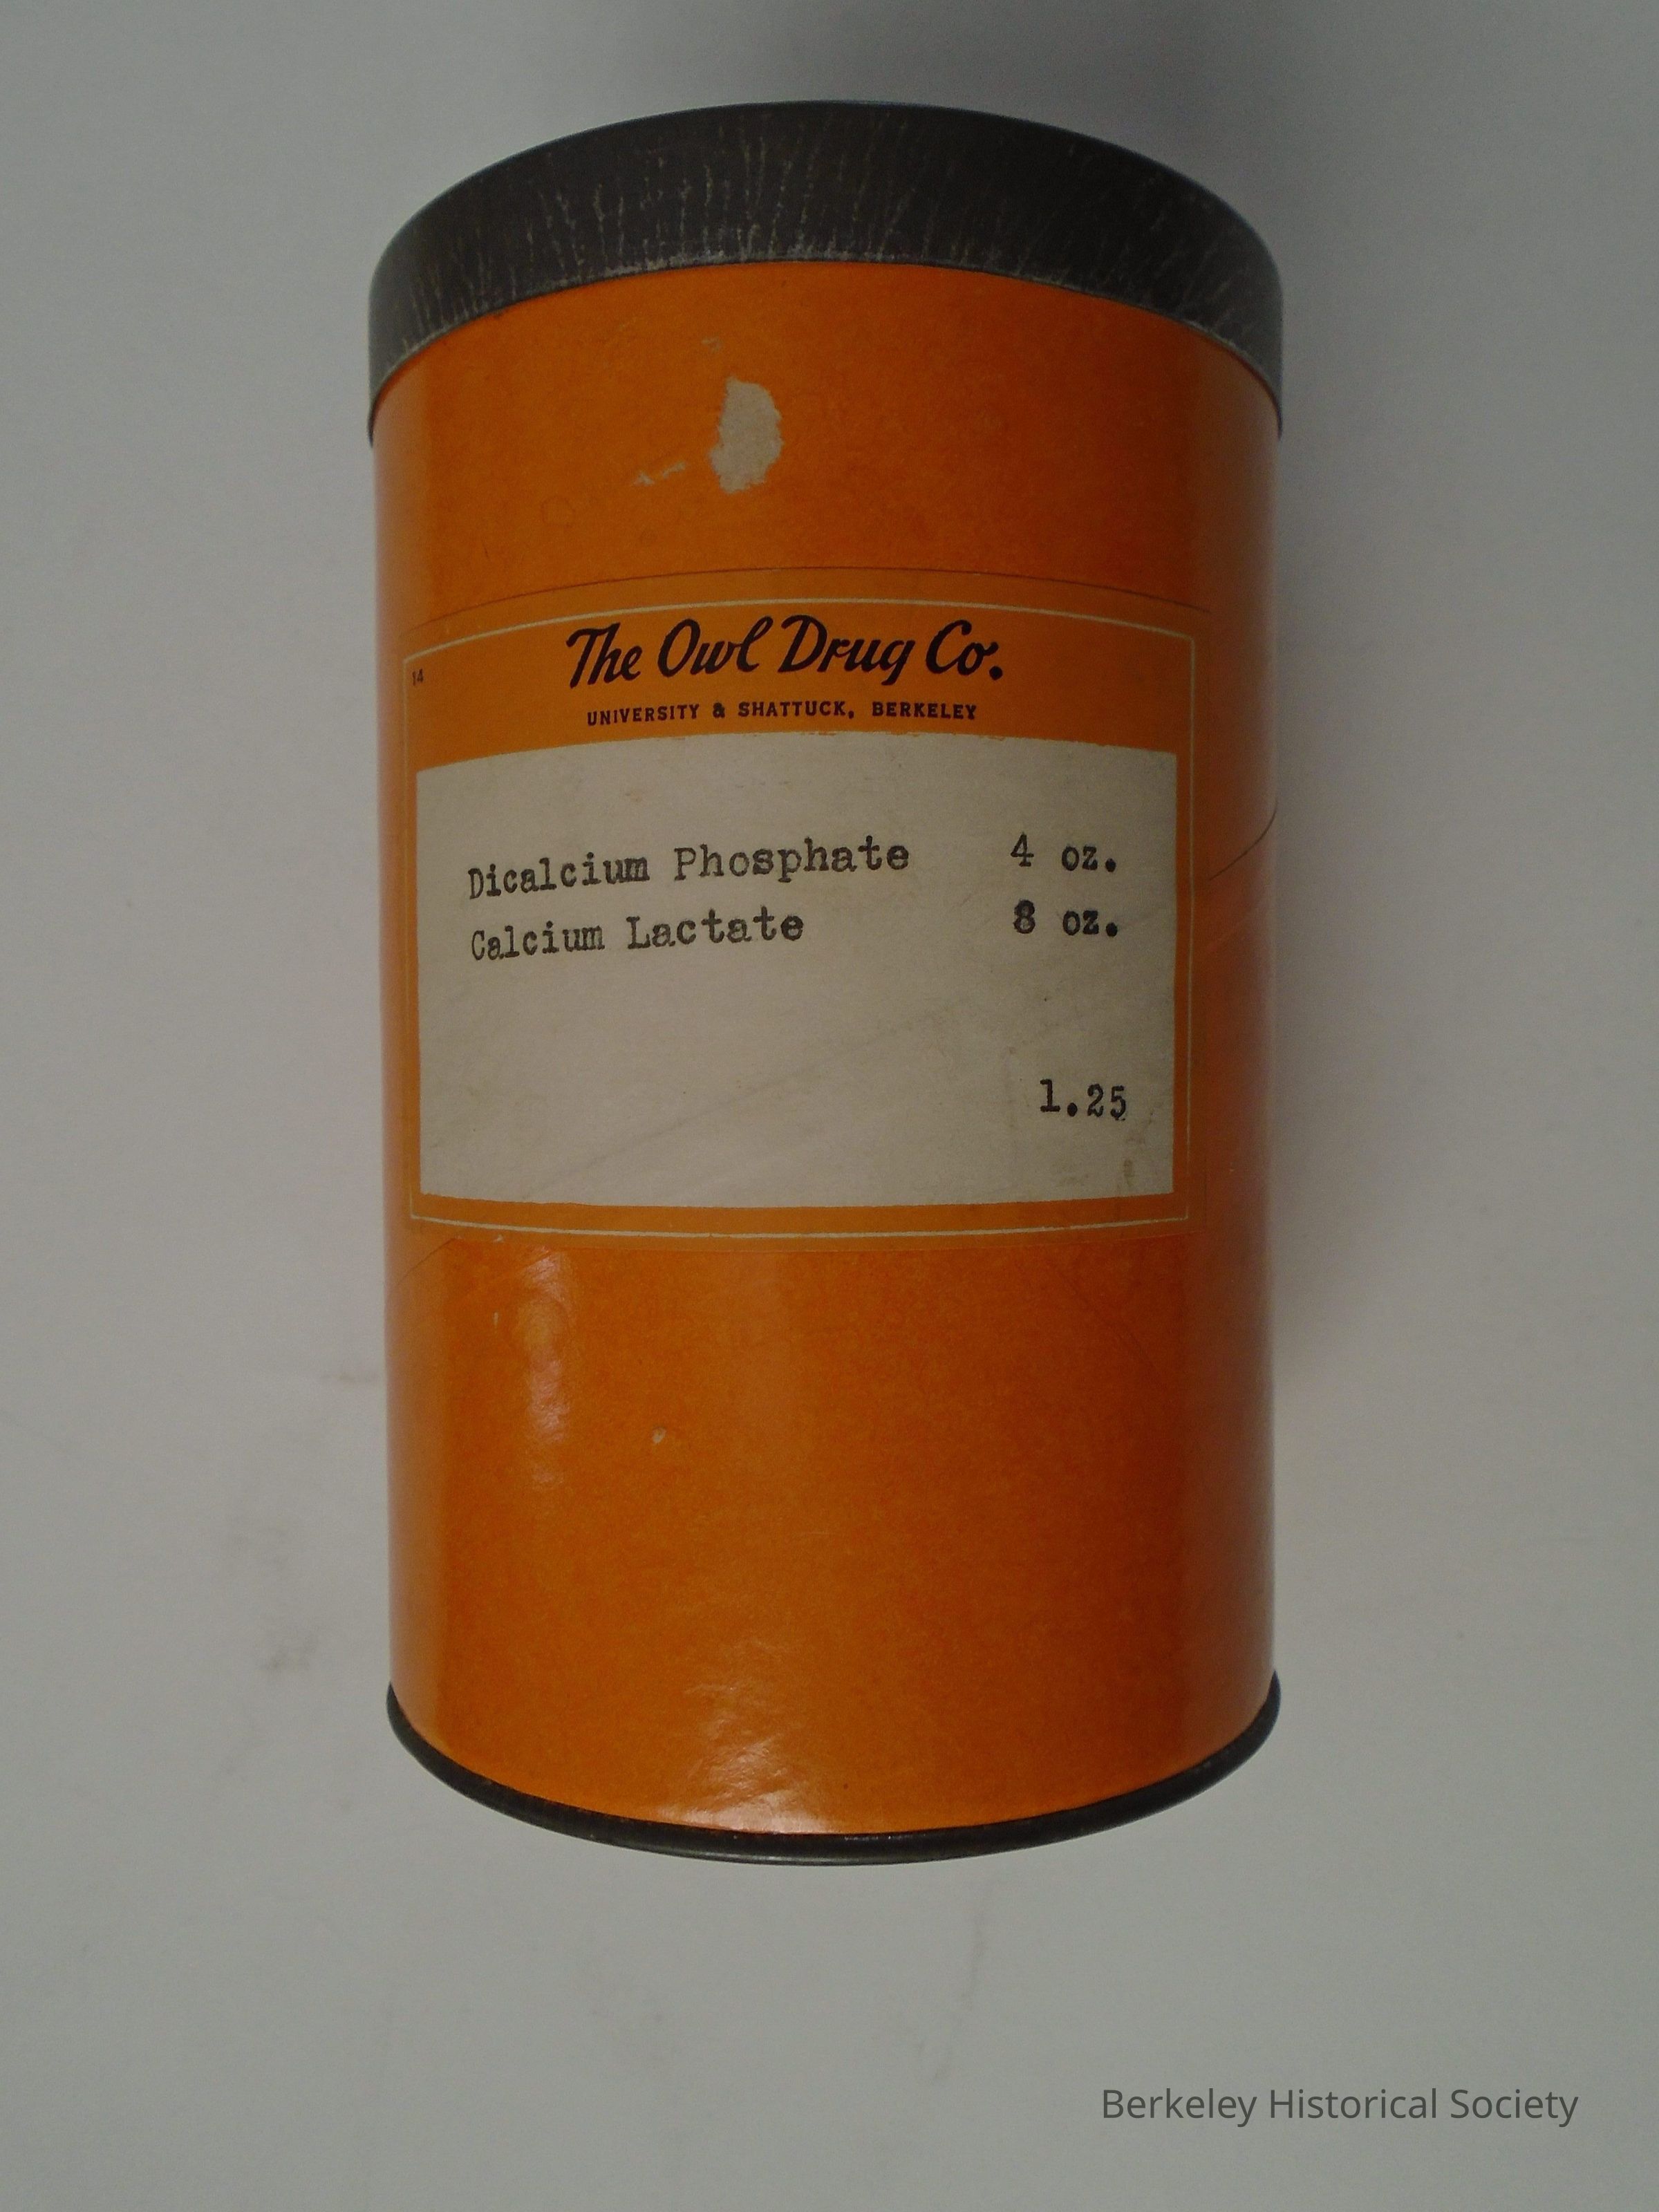 The Owl Drug Co.
14
UNIVERSITY & SHATTUCK, BERKELEY
Dicalcium Phosphate 4 oz.
Calcium Lactate 8 oz.
1.25
Berkeley Historical Society